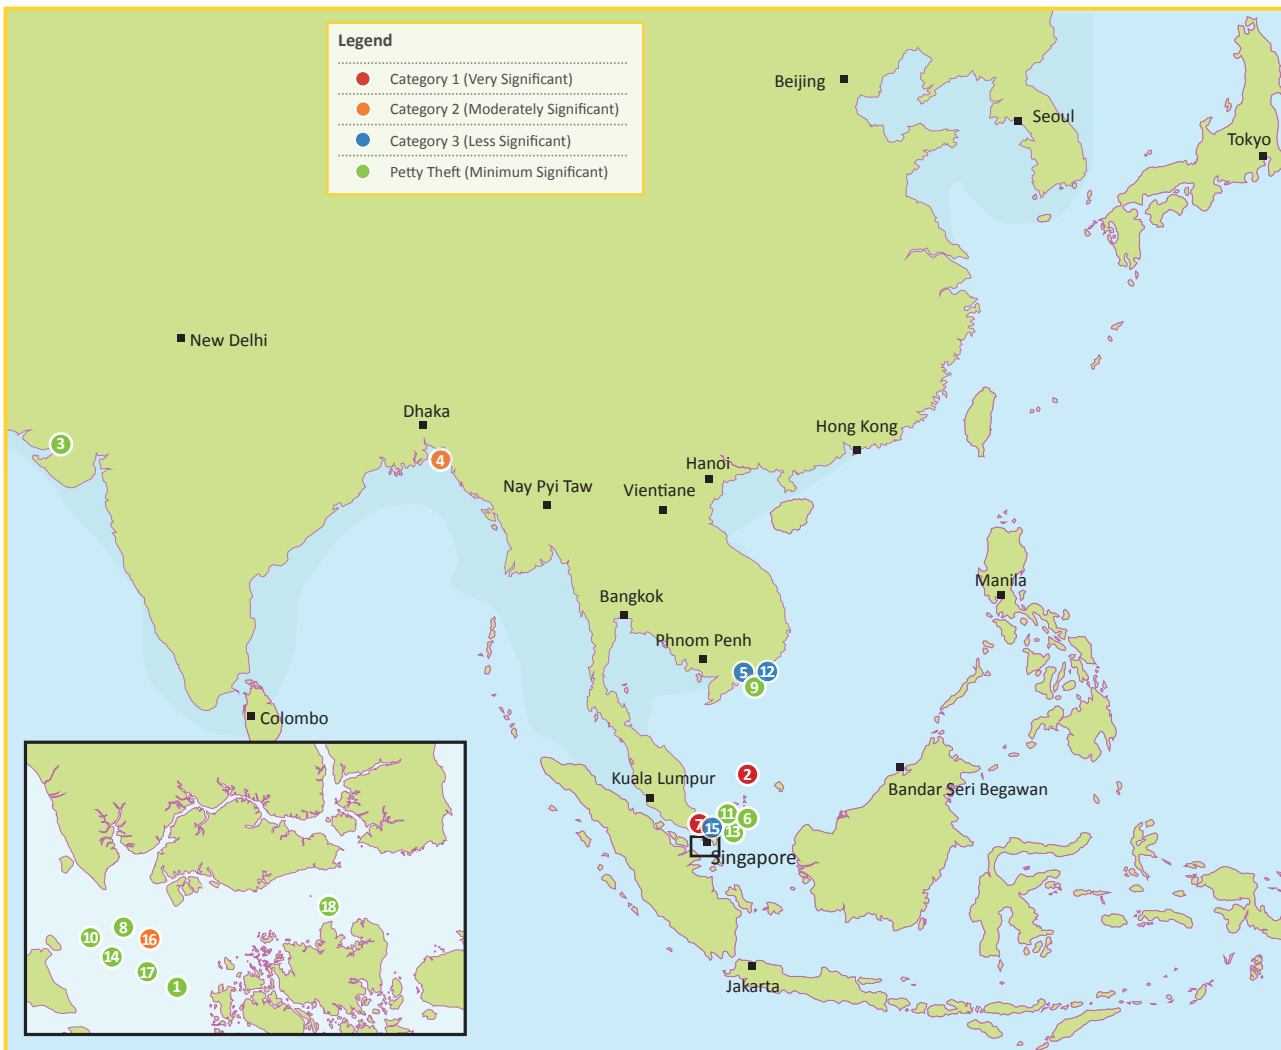 Legend
Category 1 (Very Significant)
Category 2 (Moderately Significant)
Category 3 (Less Significant)
Petty Theft (Minimum Significant)
Beijing
Seoul
Tokyo
New Delhi
Dhaka
Hong Kong
3
4
Hanoi
Nay Pyi Taw
Vientiane
Manila
Bangkok
Phnom Penh
5
12
9
Colombo
2
Kuala Lumpur
Bandar Seri Begawan
11
6
7
15
13
Singapore
18
8
10
16
14
17
1
Jakarta